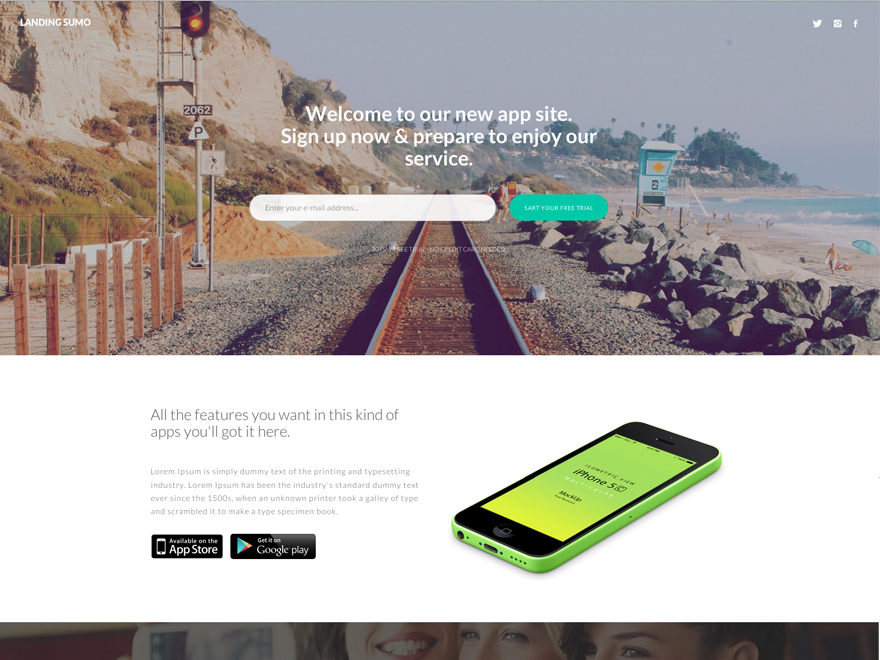 LANDING SUMO
2062
P
Welcome to our new app site.
Sign up now & prepare to enjoy our
service.
2
Enter your e-mail address...
SART YOUR FREE TRIAL
FREE TRIAL - NO CREDIT CARD NEEDED
All the features you want in this kind of
apps you'll got it here.
Lorem Ipsum is simply dummy text of the printing and typesetting
industry. Lorem Ipsum has been the industry's standard dummy text
ever since the 1500s, when an unknown printer took a galley of type
and scrambled it to make a type specimen book.
Available on the
App Store
Get it on
Google play
ISOMETRIC VIEW
iPhone 5C
MULTICOLOR
MockUp